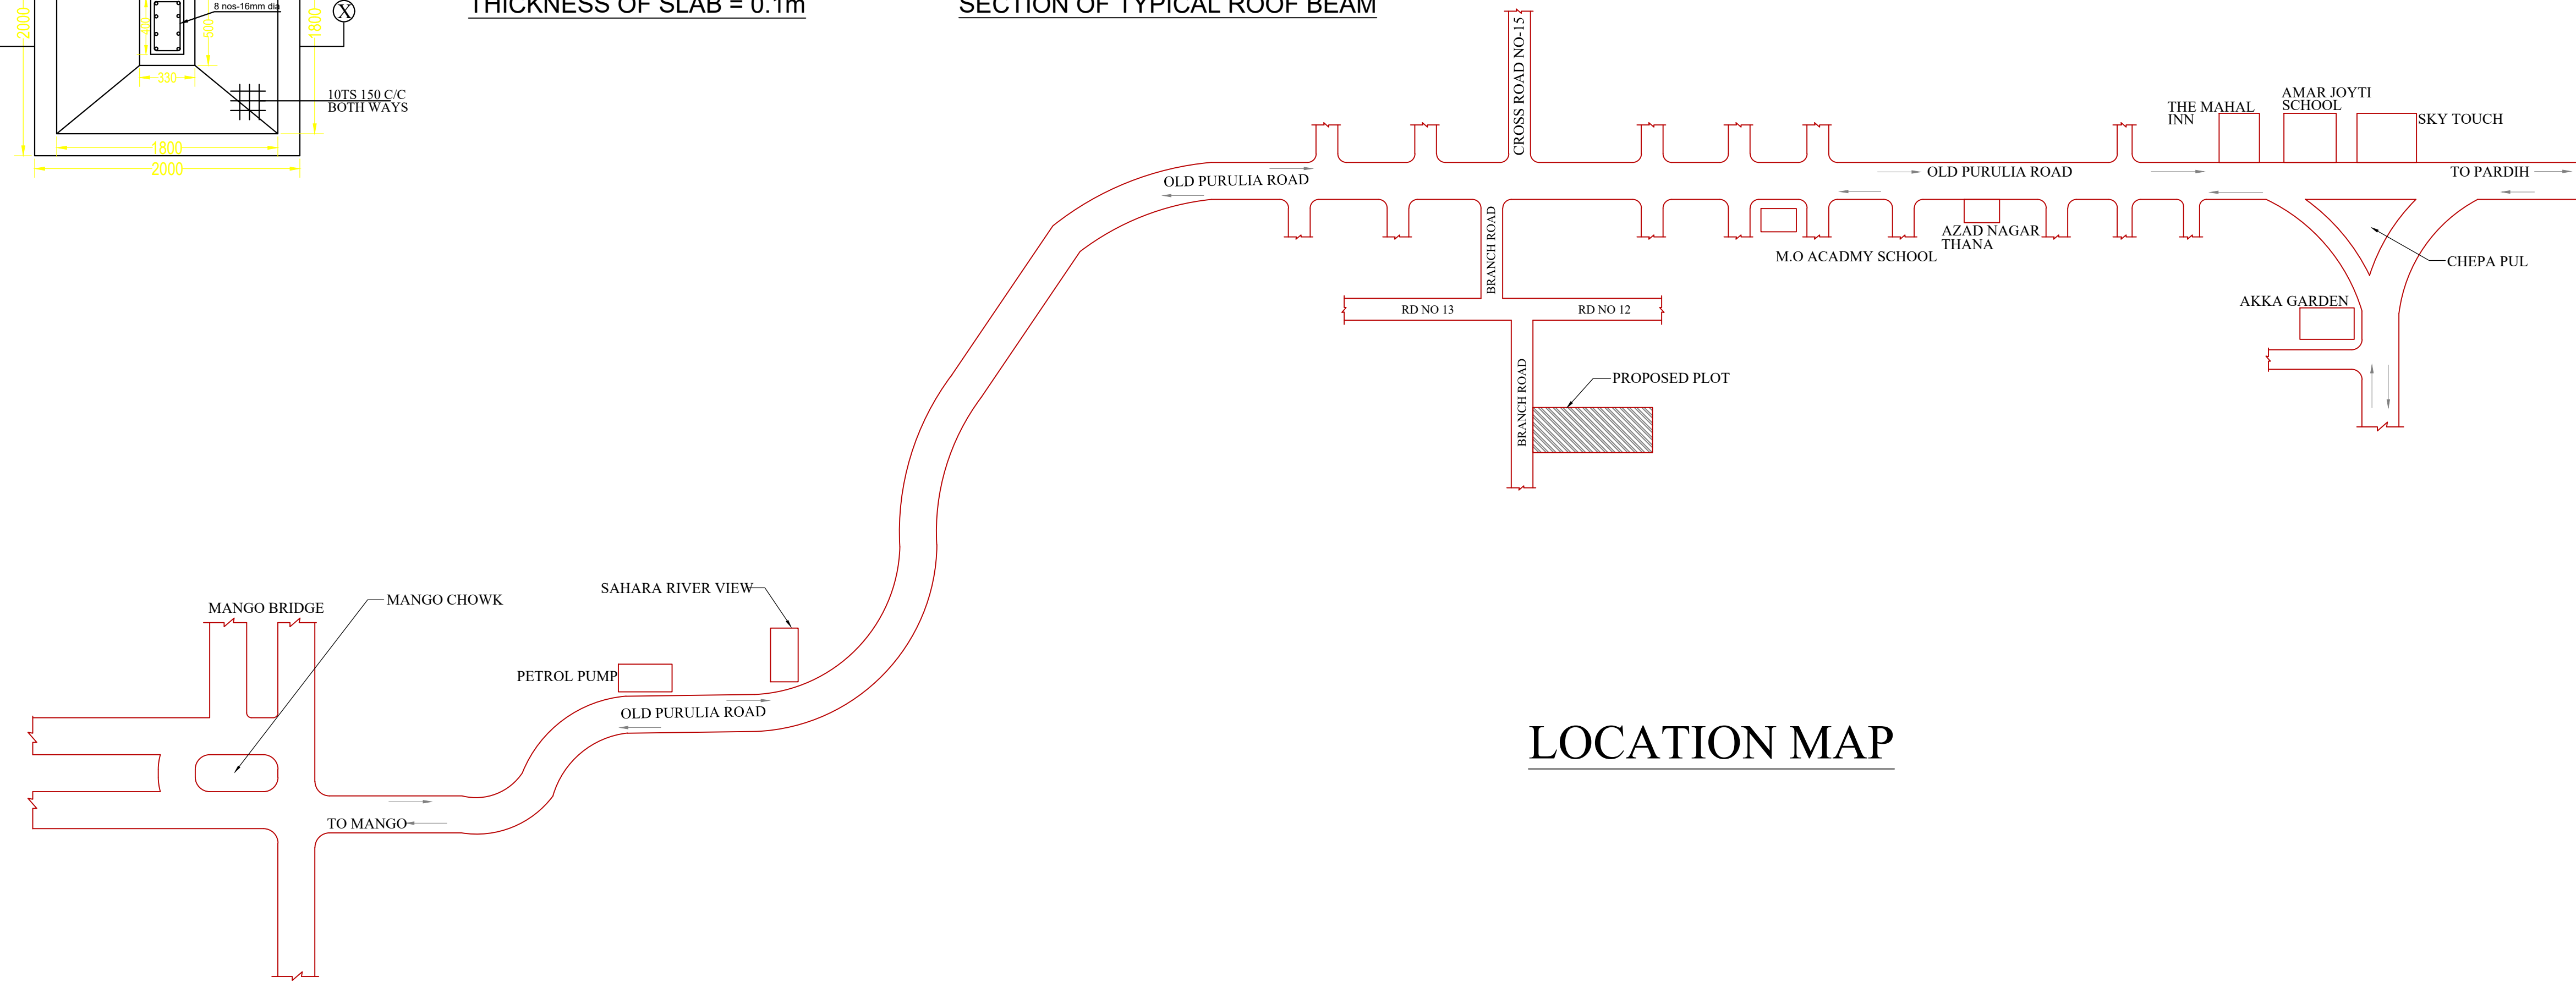 THICKNESS OF SLAB = 0.1m
SECTION OF TYPICAL ROOF BEAM
8 nos-16mm dia
X
2000
400
500
1800
330
10TS 150 C/C
BOTH WAYS
1800
2000
CROSS ROAD NO-15
THE MAHAL
INN
AMAR JOYTI
SCHOOL
SKY TOUCH
OLD PURULIA ROAD
OLD PURULIA ROAD
TO PARDIH
BRANCH ROAD
AZAD NAGAR
THANA
M.O ACADMY SCHOOL
CHEPA PUL
AKKA GARDEN
RD NO 13
RD NO 12
BRANCH ROAD
PROPOSED PLOT
SAHARA RIVER VIEW
MANGO BRIDGE
MANGO CHOWK
PETROL PUMP
OLD PURULIA ROAD
LOCATION MAP
TO MANGO